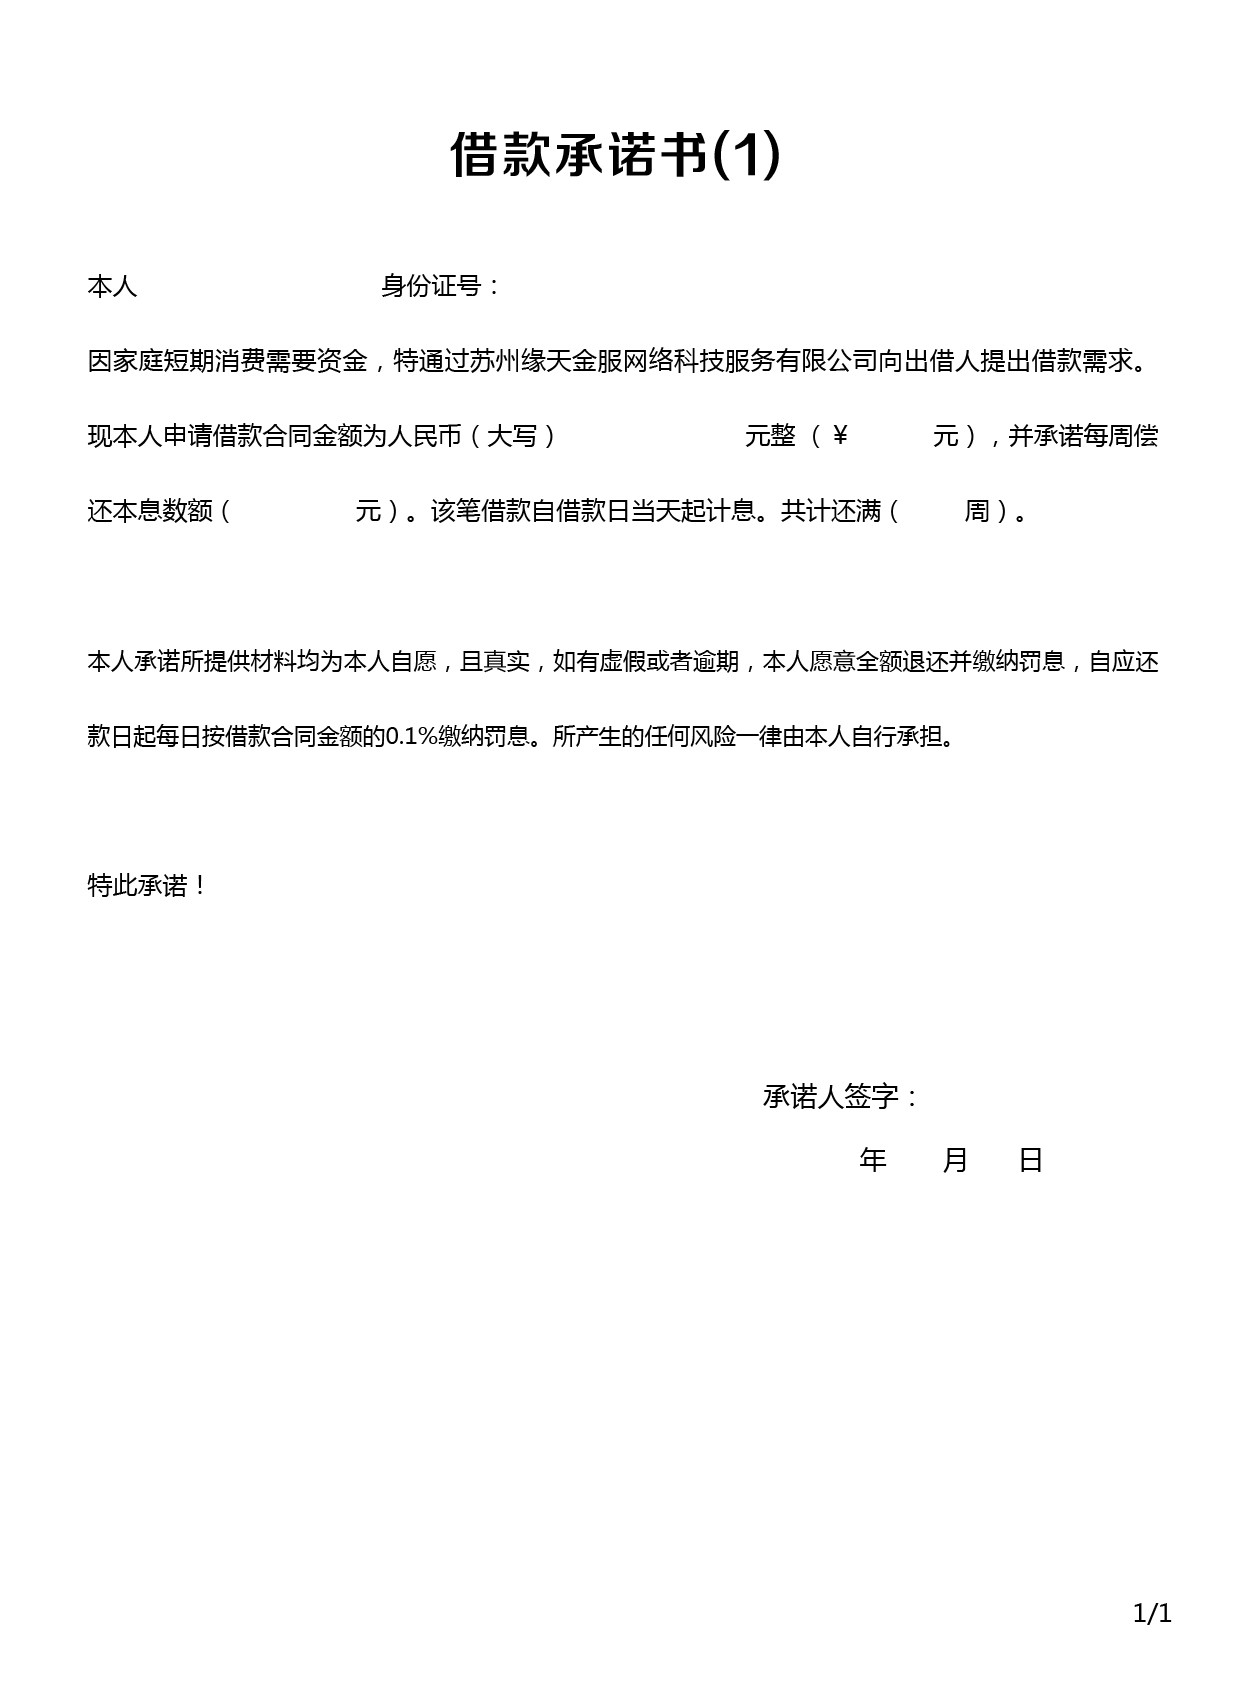 借款承诺书(1)
本人 身份证号：
因家庭短期消费需要资金，特通过苏州缘天金服网络科技服务有限公司向出借人提出借款需求。
现本人申请借款合同金额为人民币（大写） 元整（¥ 元），并承诺每周偿
还本息数额（ 元）。该笔借款自借款日当天起计息。共计还满（ 周）。
本人承诺所提供材料均为本人自愿，且真实，如有虚假或者逾期，本人愿意全额退还并缴纳罚息，自应还
款日起每日按借款合同金额的0.1%缴纳罚息。所产生的任何风险一律由本人自行承担。
特此承诺！
承诺人签字：
年 月 日
1/1